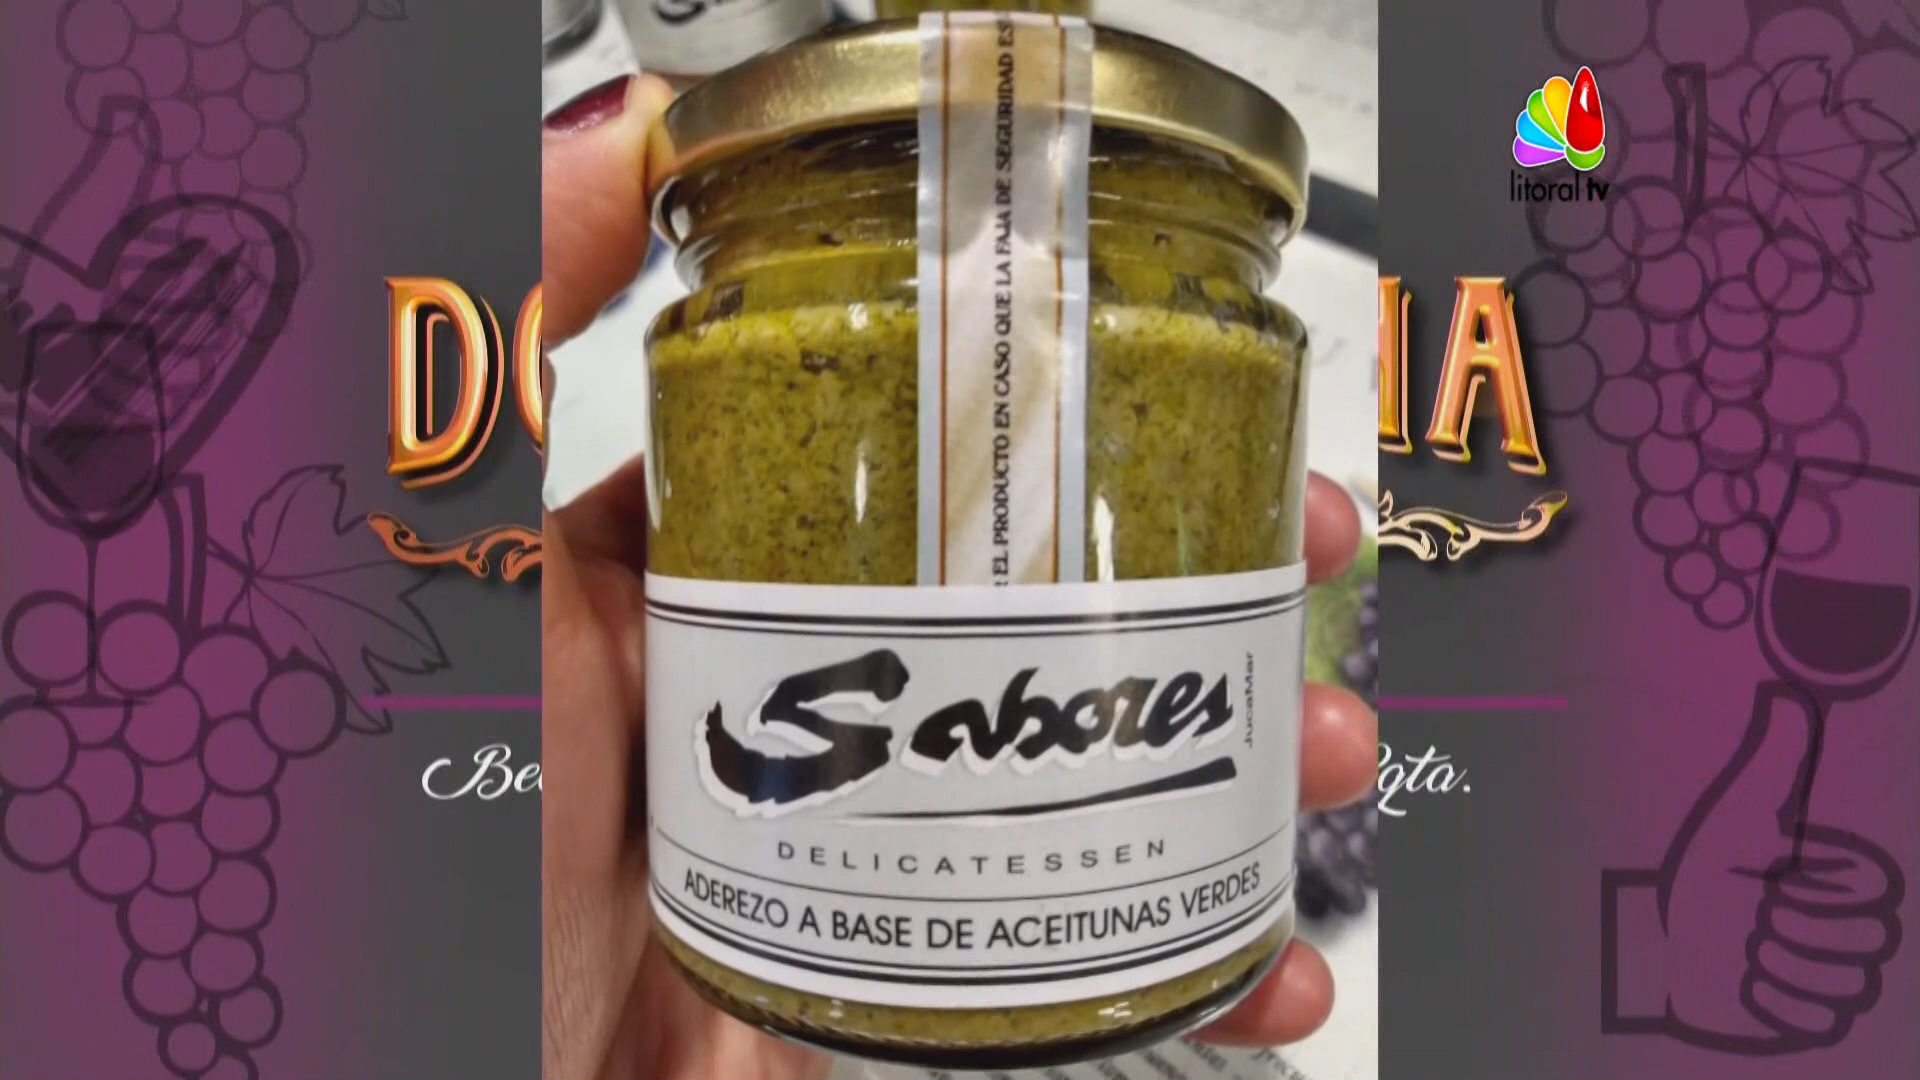 litoral tv
EL PRODUCTO EN CASO QUE LA FAJA DE SEGURIDAD ES
Sabores
JucaMar
DELICATESSEN
ADEREZO A BASE DE ACEITUNAS VERDES